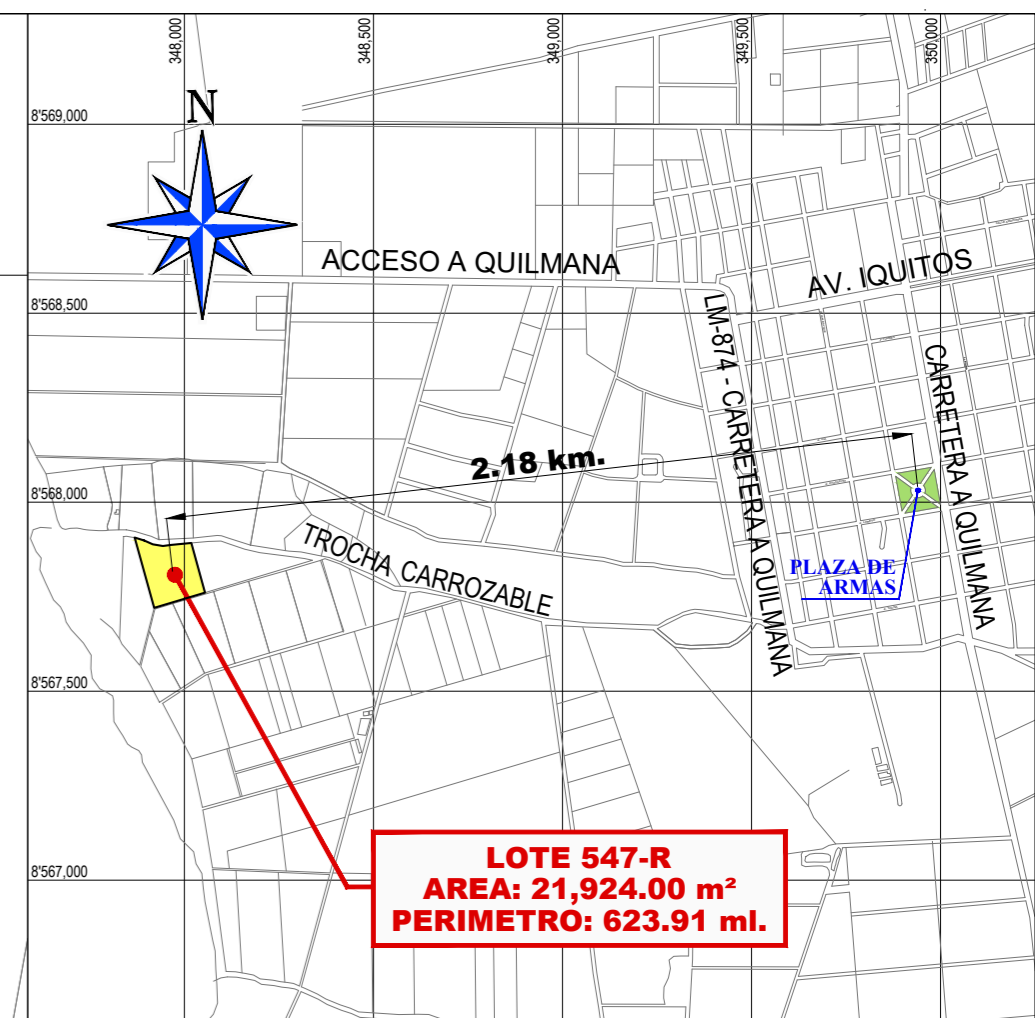 348,000
348,500
349,000
349,500
350,000
8'569,000
N
ACCESO A QUILMANA
AV. IQUITOS
8'568,500
LM-874 - CARRETERA A QUILMANA
CARRETERA A QUILMANA
2.18 km.
8'568,000
TROCHA CARROZABLE
PLAZA DE
ARMAS
8'567,500
8'567,000
LOTE 547-R
AREA: 21,924.00 m²
PERIMETRO: 623.91 ml.